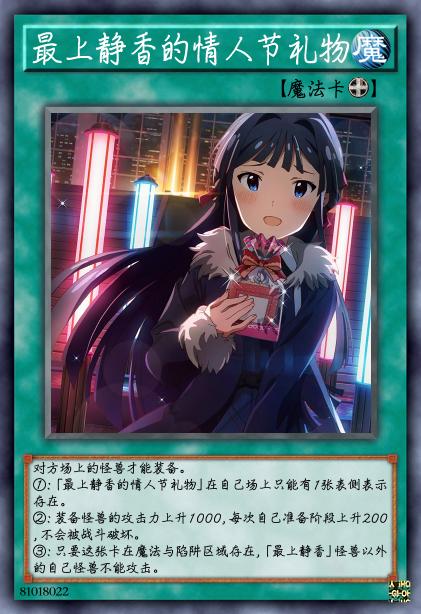 最上静香的情人节礼物魔
【魔法卡】
对方场上的怪兽才能装备。
①:「最上静香的情人节礼物」在自己场上只能有1张表侧表示
存在。
②: 装备怪兽的攻击力上升1000,每次自己准备阶段上升200
,不会被战斗破坏。
③: 只要这张卡在魔法与陷阱区域存在,「最上静香」怪兽以外
的自己怪兽不能攻击。
81018022